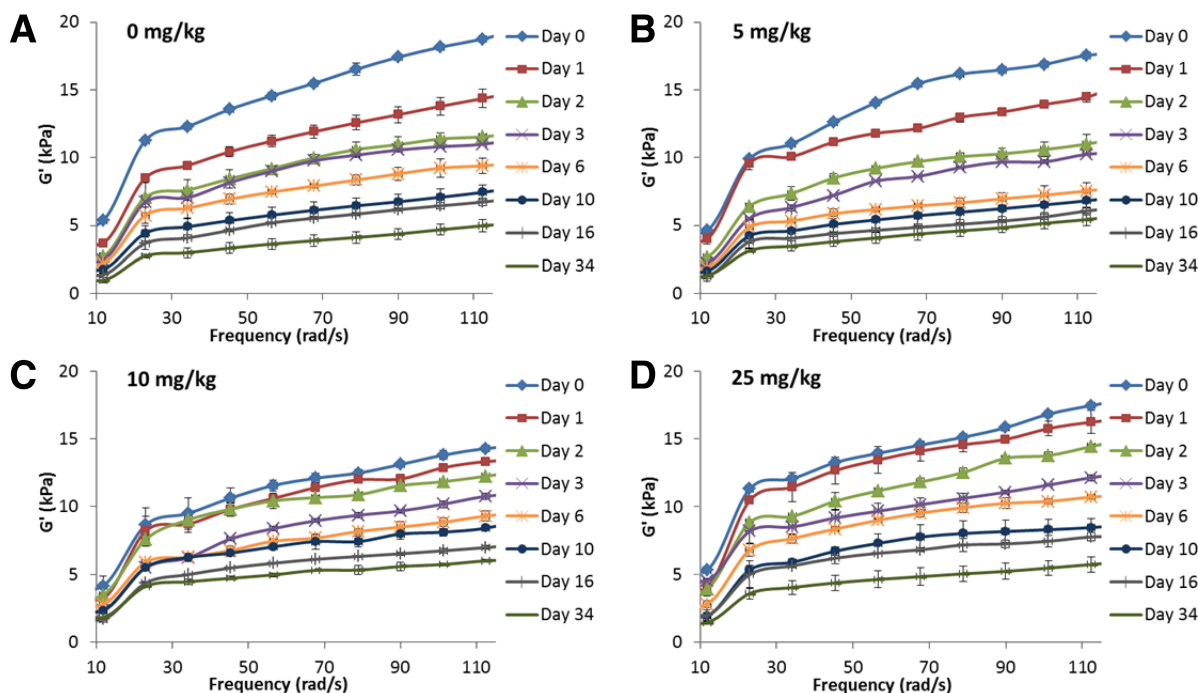 A
0 mg/kg
20
15
10
5
0
G' (kPa)
10 30 50 70 90 110
Frequency (rad/s)
Day 0
Day 1
Day 2
Day 3
Day 6
Day 10
Day 16
Day 34
B
5 mg/kg
20
15
10
5
0
G' (kPa)
10 30 50 70 90 110
Frequency (rad/s)
Day 0
Day 1
Day 2
Day 3
Day 6
Day 10
Day 16
Day 34
C
10 mg/kg
20
15
10
5
0
G' (kPa)
10 30 50 70 90 110
Frequency (rad/s)
Day 0
Day 1
Day 2
Day 3
Day 6
Day 10
Day 16
Day 34
D
25 mg/kg
20
15
10
5
0
G' (kPa)
10 30 50 70 90 110
Frequency (rad/s)
Day 0
Day 1
Day 2
Day 3
Day 6
Day 10
Day 16
Day 34